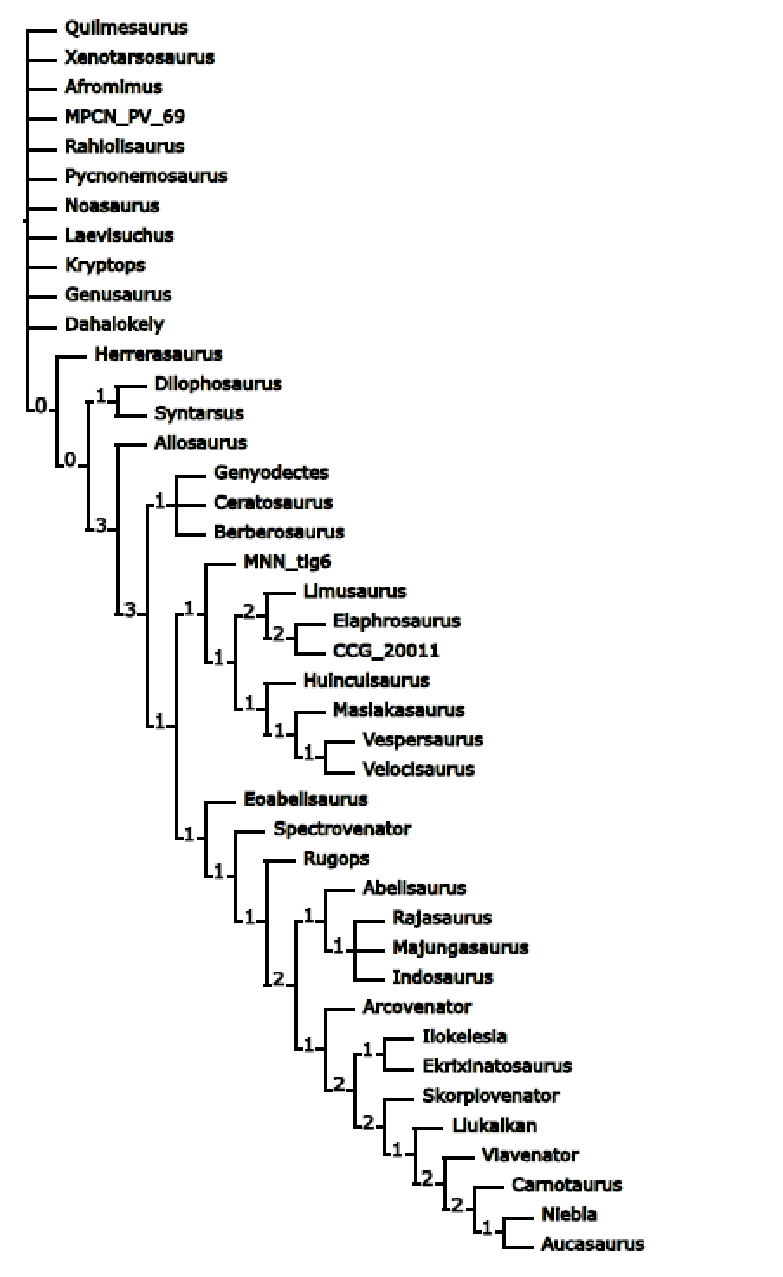 Quilmesaurus
Xenotarsosaurus
Afromimus
MPCN_PV_69
Rahiolisaurus
Pycnonemosaurus
Noasaurus
Laevisuchus
Kryptops
Genusaurus
Dahalokely
Herrerasaurus
0
Dilophosaurus
1
Syntarsus
Allosaurus
0
Genyodectes
1 Ceratosaurus
3
Berberosaurus
MNN_tig6
Limusaurus
3 1 2
Elaphrosaurus
2
CCG_20011
1
Huinculsaurus
1
Masiakasaurus
1 1
Vespersaurus
1
Velocisaurus
Eoabelisaurus
Spectrovenator
1
Rugops
1
Abelisaurus
1 1 Rajasaurus
Majungasaurus
1
Indosaurus
2
Arcovenator
Ilokelesia
1 1
Ekrixinatosaurus
2
Skorpiovenator
2 Llukalkan
1
Viavenator
2
Carnotaurus
2
Niebla
1
Aucasaurus